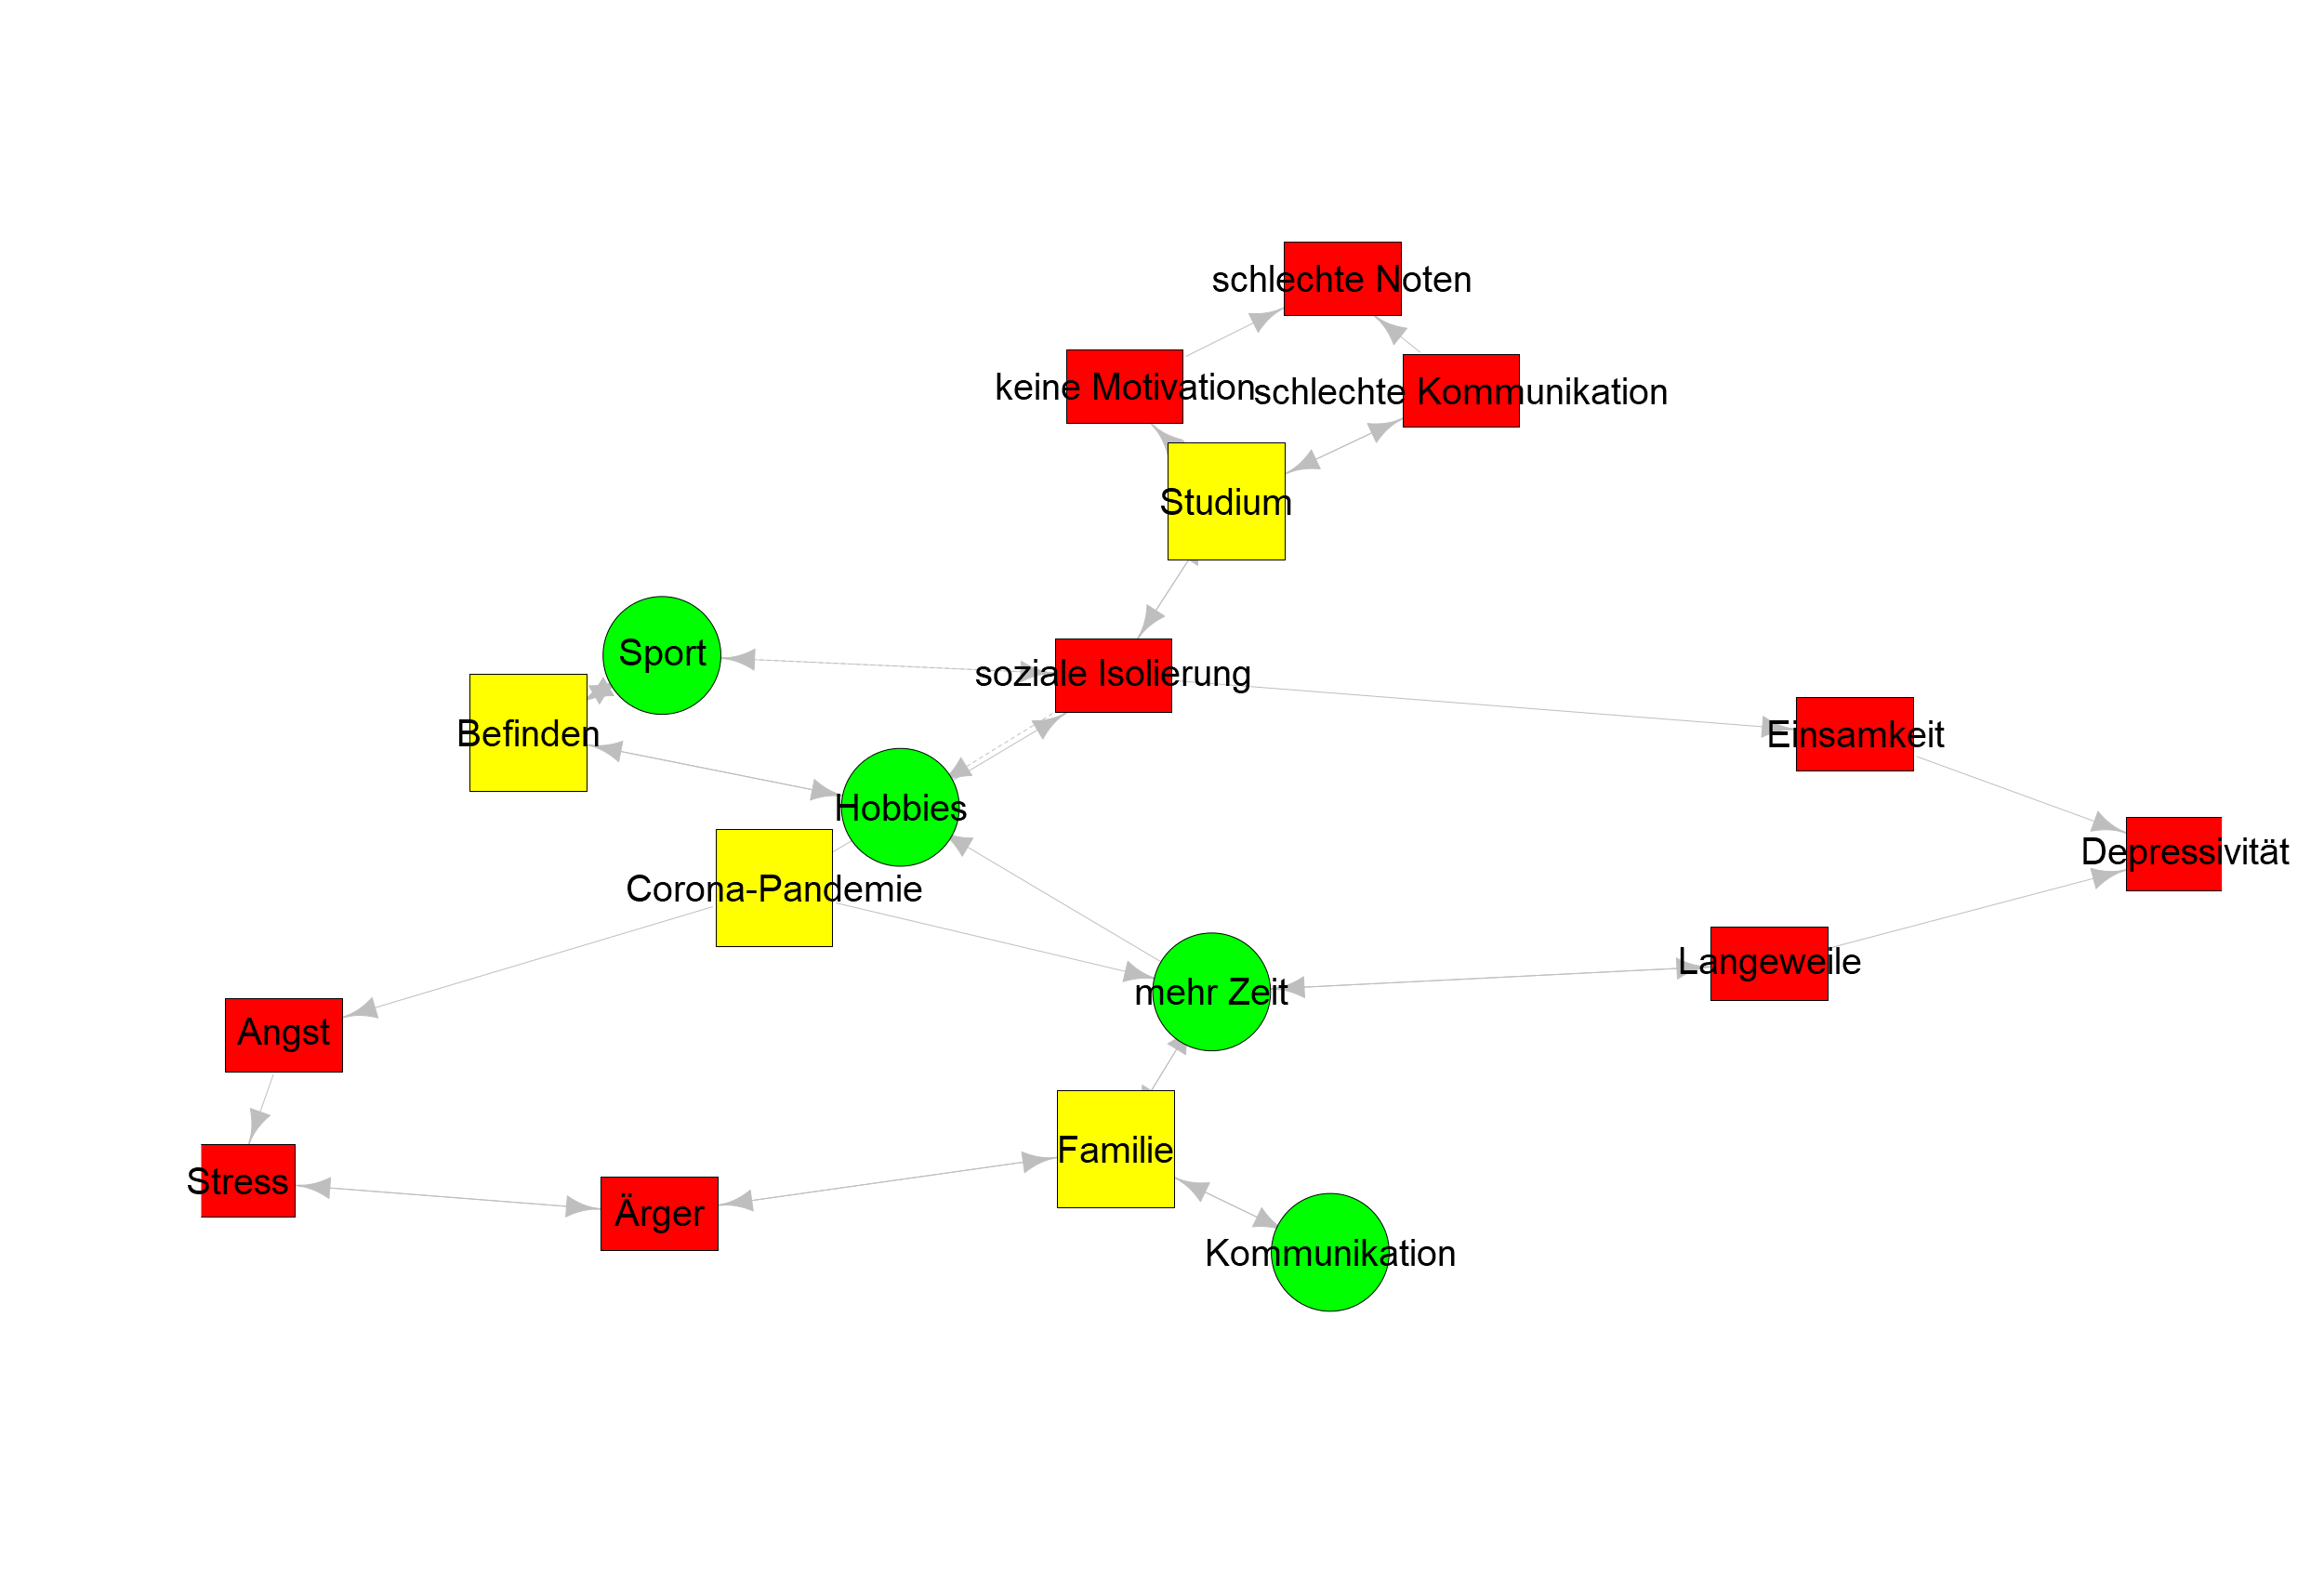 schlechte Noten
keine Motivation
schlechte Kommunikation
Studium
Sport
soziale Isolierung
Befinden
Einsamkeit
Hobbies
Depressivität
Corona-Pandemie
Langeweile
mehr Zeit
Angst
Familie
Stress
Ärger
Kommunikation